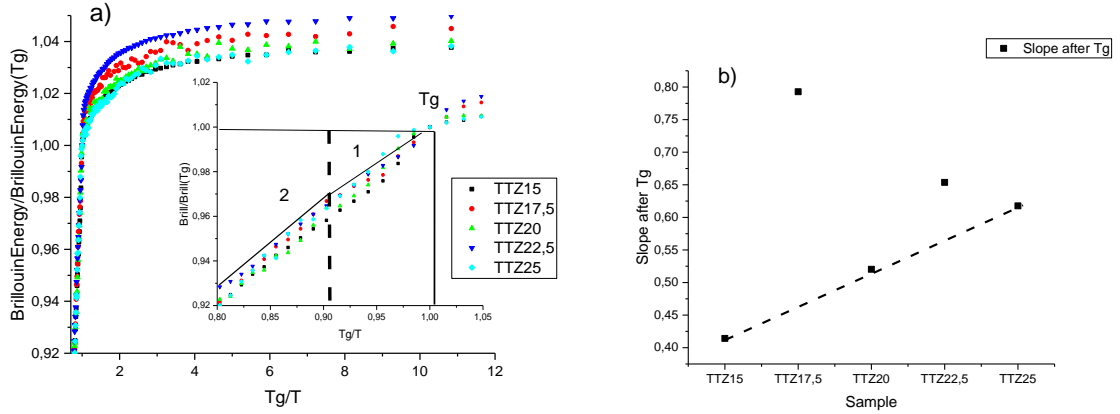 a)
BrillouinEnergy/BrillouinEnergy(Tg)
1,04
1,02
1,00
0,98
0,96
0,94
0,92
2 4 6 8 10 12
Tg/T
Brill/Brill(Tg)
1,02
1,00
0,98
0,96
0,94
0,92
0,80 0,85 0,90 0,95 1,00 1,05
Tg/T
Tg
1
2
TTZ15
TTZ17,5
TTZ20
TTZ22,5
TTZ25
b)
Slope after Tg
Slope after Tg
0,80
0,75
0,70
0,65
0,60
0,55
0,50
0,45
0,40
TTZ15 TTZ17,5 TTZ20 TTZ22,5 TTZ25
Sample